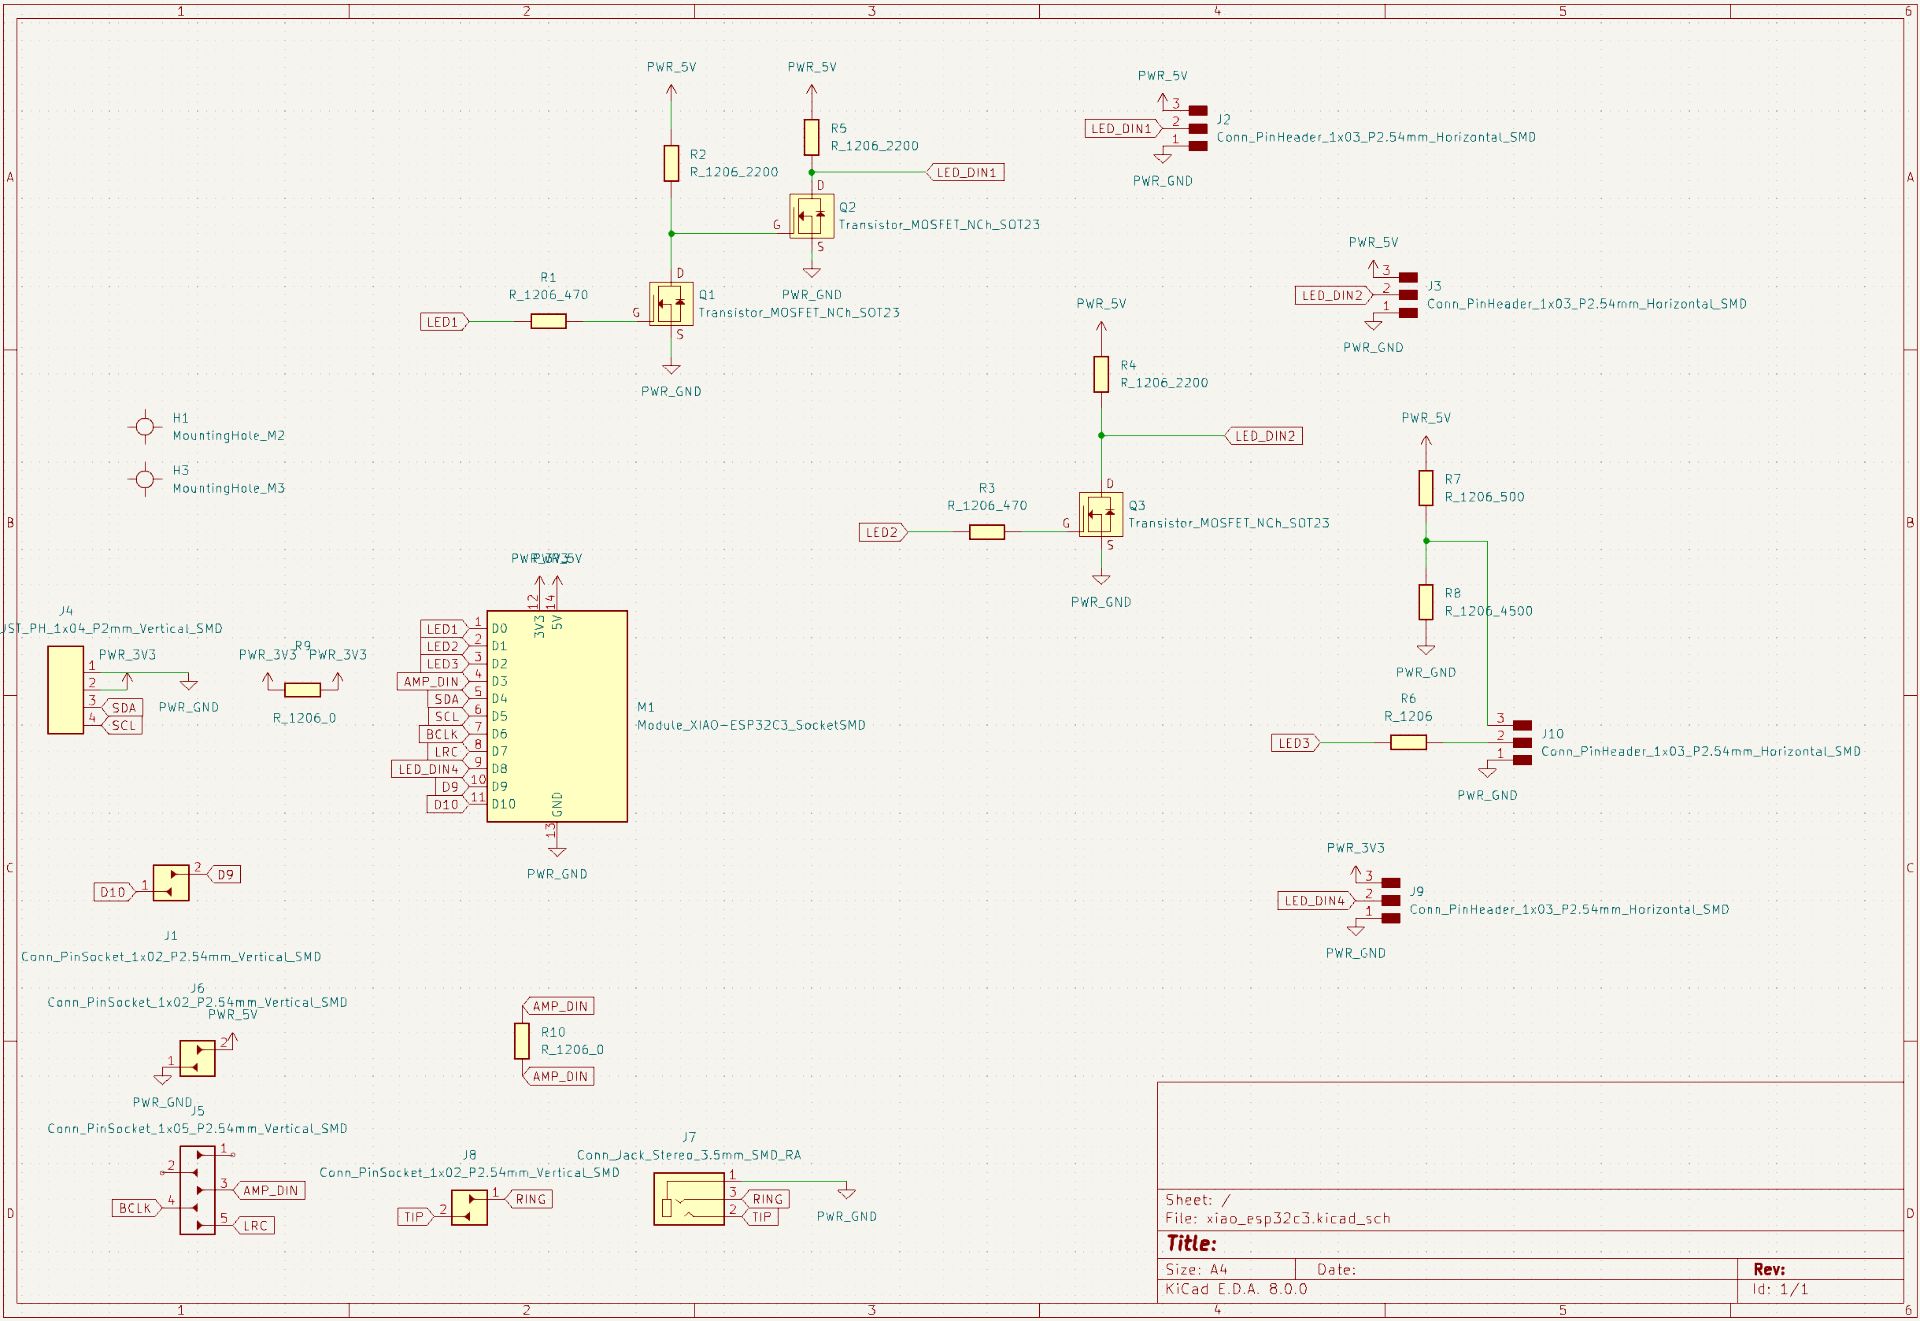 1 2 3 4 5 6
A
B
C
D
PWR_5V
R2
R_1206_2200
PWR_5V
R5
R_1206_2200
LED_DIN1
D
G
S
Q2
Transistor_MOSFET_NCh_SOT23
PWR_GND
LED1
R1
R_1206_470
D
G
S
Q1
Transistor_MOSFET_NCh_SOT23
PWR_GND
PWR_5V
LED_DIN1
3
2
1
J2
Conn_PinHeader_1x03_P2.54mm_Horizontal_SMD
PWR_GND
PWR_5V
LED_DIN2
3
2
1
J3
Conn_PinHeader_1x03_P2.54mm_Horizontal_SMD
PWR_GND
PWR_5V
R4
R_1206_2200
LED_DIN2
LED2
R3
R_1206_470
D
G
S
Q3
Transistor_MOSFET_NCh_SOT23
PWR_GND
PWR_5V
R7
R_1206_500
R8
R_1206_4500
PWR_GND
LED3
R6
R_1206
3
2
1
J10
Conn_PinHeader_1x03_P2.54mm_Horizontal_SMD
PWR_GND
PWR_3V3
LED_DIN4
3
2
1
J9
Conn_PinHeader_1x03_P2.54mm_Horizontal_SMD
PWR_GND
H1
MountingHole_M2
H3
MountingHole_M3
J4
JST_PH_1x04_P2mm_Vertical_SMD
PWR_3V3
1
2
3 SDA
4 SCL
PWR_GND
R9
PWR_3V3 PWR_3V3
R_1206_0
PWR_3V3 PWR_5V
12 14
3V3 5V
LED1 1 D0
LED2 2 D1
LED3 3 D2
AMP_DIN 4 D3
SDA 5 D4
SCL 6 D5
BCLK 7 D6
LRC 8 D7
LED_DIN4 9 D8
D9 10 D9
D10 11 D10
GND
13
PWR_GND
M1
Module_XIAO-ESP32C3_SocketSMD
2 D9
D10 1
J1
Conn_PinSocket_1x02_P2.54mm_Vertical_SMD
J6
Conn_PinSocket_1x02_P2.54mm_Vertical_SMD
PWR_5V
2
1
PWR_GND
J5
Conn_PinSocket_1x05_P2.54mm_Vertical_SMD
1
2
3 AMP_DIN
BCLK 4
5 LRC
AMP_DIN
R10
R_1206_0
AMP_DIN
J8
Conn_PinSocket_1x02_P2.54mm_Vertical_SMD
1 RING
TIP 2
J7
Conn_Jack_Stereo_3.5mm_SMD_RA
1
3 RING
2 TIP
PWR_GND
Sheet: /
File: xiao_esp32c3.kicad_sch
Title:
Size: A4 Date: Rev:
KiCad E.D.A. 8.0.0 Id: 1/1
A
B
C
D
1 2 3 4 5 6